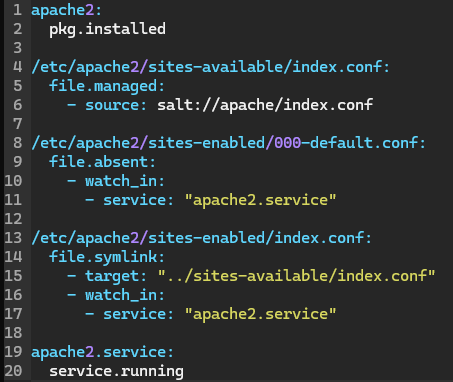 1 apache2:
2   pkg.installed
3
4 /etc/apache2/sites-available/index.conf:
5   file.managed:
6     - source: salt://apache/index.conf
7
8 /etc/apache2/sites-enabled/000-default.conf:
9   file.absent:
10     - watch_in:
11       - service: "apache2.service"
12
13 /etc/apache2/sites-enabled/index.conf:
14   file.symlink:
15     - target: "../sites-available/index.conf"
16     - watch_in:
17       - service: "apache2.service"
18
19 apache2.service:
20   service.running